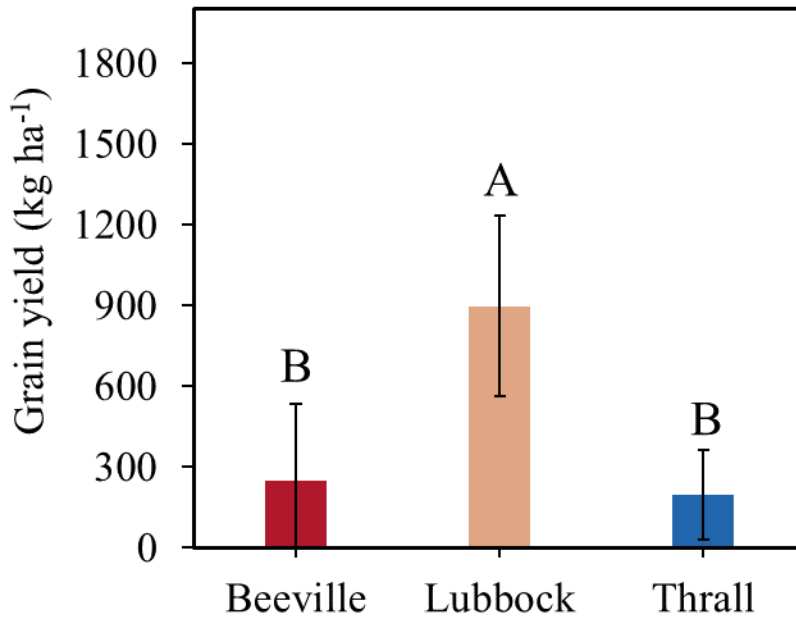 Grain yield (kg ha⁻¹)
1800
1500
1200
900
600
300
0
B
A
B
Beeville
Lubbock
Thrall